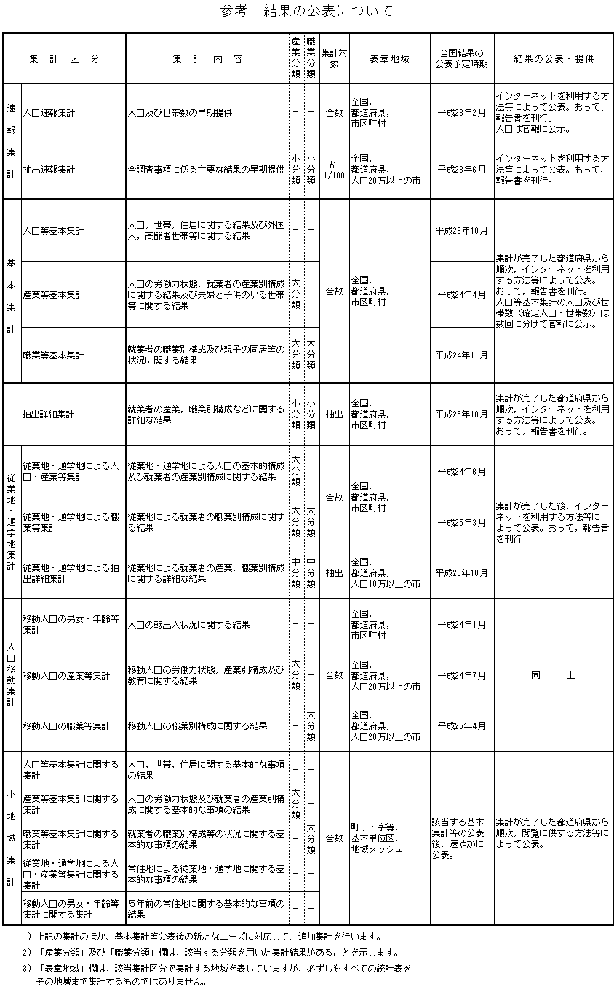 参考　結果の公表について
集　計　区　分
集　計　内　容
産業分類
職業分類
集計対
象
表章地域
全国結果の
公表予定時期
結果の公表・提供
速報集計
人口速報集計
人口及び世帯数の早期提供
－
－
全数
全国，
都道府県，
市区町村
平成23年2月
インターネットを利用する方
法等によって公表。おって、
報告書を刊行。
人口は官報に公示。
抽出速報集計
全調査事項に係る主要な結果の早期提供
小分類
小分類
約
1/100
全国，
都道府県，
人口20万以上の市
平成23年6月
インターネットを利用する方
法等によって公表。おって、
報告書を刊行。
基本集計
人口等基本集計
人口，世帯，住居に関する結果及び外国
人，高齢者世帯等に関する結果
－
－
全数
全国，
都道府県，
市区町村
平成23年10月
集計が完了した都道府県から
順次，インターネットを利用
する方法等によって公表。
おって，報告書を刊行。
人口等基本集計の人口及び世
帯数（確定人口・世帯数）は
数回に分けて官報に公示。
産業等基本集計
人口の労働力状態，就業者の産業別構成
に関する結果及び夫婦と子供のいる世帯
等に関する結果
大分類
－
平成24年4月
職業等基本集計
就業者の職業別構成及び親子の同居等の
状況に関する結果
大分類
大分類
平成24年11月
抽出詳細集計
就業者の産業，職業別構成などに関する
詳細な結果
小分類
小分類
抽出
全国，
都道府県，
市区町村
平成25年10月
集計が完了した都道府県から
順次，インターネットを利用
する方法等によって公表。
おって，報告書を刊行。
従業地・通学地集計
従業地・通学地による人
口・産業等集計
従業地・通学地による人口の基本的構成
及び就業者の産業別構成に関する結果
大分類
－
全数
全国，
都道府県，
市区町村
平成24年6月
集計が完了した後，インター
ネットを利用する方法等に
よって公表。おって，報告書
を刊行
従業地・通学地による職
業等集計
従業地による就業者の職業別構成に関す
る結果
大分類
大分類
平成25年3月
従業地・通学地による抽
出詳細集計
従業地による就業者の産業，職業別構成
に関する詳細な結果
中分類
中分類
抽出
全国，
都道府県，
人口10万以上の市
平成25年10月
人口移動集計
移動人口の男女・年齢等
集計
人口の転出入状況に関する結果
－
－
全数
全国，
都道府県，
市区町村
平成24年1月
同　　上
移動人口の産業等集計
移動人口の労働力状態，産業別構成及び
教育に関する結果
大分類
－
全国，
都道府県，
人口20万以上の市
平成24年7月
移動人口の職業等集計
移動人口の職業別構成に関する結果
－
大分類
全国，
都道府県，
人口20万以上の市
平成25年4月
小地域集計
人口等基本集計に関する
集計
人口，世帯，住居に関する基本的な事項
の結果
－
－
全数
町丁・字等，
基本単位区，
地域メッシュ
該当する基本
集計等の公表
後，速やかに
公表。
集計が完了した都道府県から
順次，閲覧に供する方法等に
よって公表。
産業等基本集計に関する
集計
人口の労働力状態及び就業者の産業別構
成に関する基本的な事項の結果
大分類
－
職業等基本集計に関する
集計
就業者の職業別構成等の状況に関する基
本的な事項の結果
－
大分類
従業地・通学地による人
口・産業等集計に関する
集計
常住地による従業地・通学地に関する基
本的な事項の結果
－
－
移動人口の男女・年齢等
集計に関する集計
５年前の常住地に関する基本的な事項の
結果
－
－
1）上記の集計のほか、基本集計等公表後の新たなニーズに対応して、追加集計を行います。
2）「産業分類」及び「職業分類」欄は，該当する分類を用いた集計結果があることを示します。
3）「表章地域」欄は，該当集計区分で集計する地域を表していますが，必ずしもすべての統計表を
その地域まで集計するものではありません。